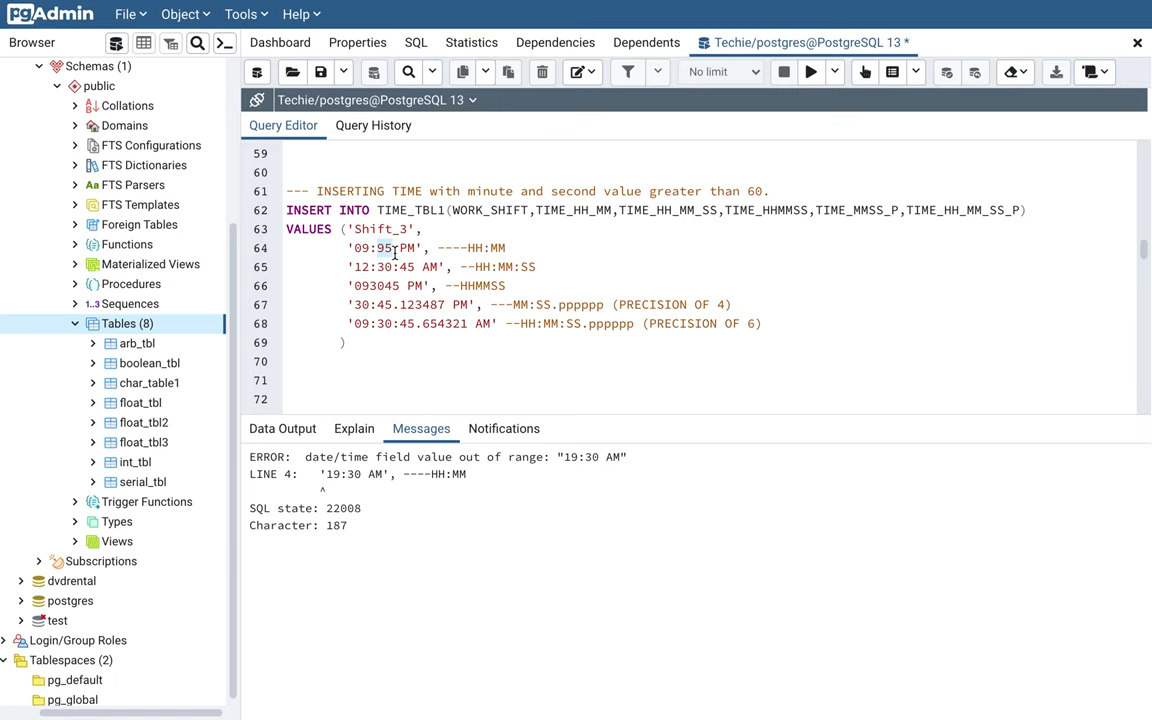 pgAdmin File Object Tools Help
Browser Dashboard Properties SQL Statistics Dependencies Dependents Techie/postgres@PostgreSQL 13 *
No limit
Techie/postgres@PostgreSQL 13
Query Editor Query History
Schemas (1)
public
Collations
Domains
FTS Configurations
FTS Dictionaries
Aa FTS Parsers
FTS Templates
Foreign Tables
Functions
Materialized Views
Procedures
1..3 Sequences
Tables (8)
arb_tbl
boolean_tbl
char_table1
float_tbl
float_tbl2
float_tbl3
int_tbl
serial_tbl
Trigger Functions
Types
Views
Subscriptions
dvdrental
postgres
test
Login/Group Roles
Tablespaces (2)
pg_default
pg_global
59
60
61 --- INSERTING TIME with minute and second value greater than 60.
62 INSERT INTO TIME_TBL1(WORK_SHIFT,TIME_HH_MM,TIME_HH_MM_SS,TIME_HHMMSS,TIME_MMSS_P,TIME_HH_MM_SS_P)
63 VALUES ('Shift_3',
64 '09:95 PM', ----HH:MM
65 '12:30:45 AM', --HH:MM:SS
66 '093045 PM', --HHMMSS
67 '30:45.123487 PM', ---MM:SS.pppppp (PRECISION OF 4)
68 '09:30:45.654321 AM' --HH:MM:SS.pppppp (PRECISION OF 6)
69 )
70
71
72
Data Output Explain Messages Notifications
ERROR: date/time field value out of range: "19:30 AM"
LINE 4: '19:30 AM', ----HH:MM
^
SQL state: 22008
Character: 187